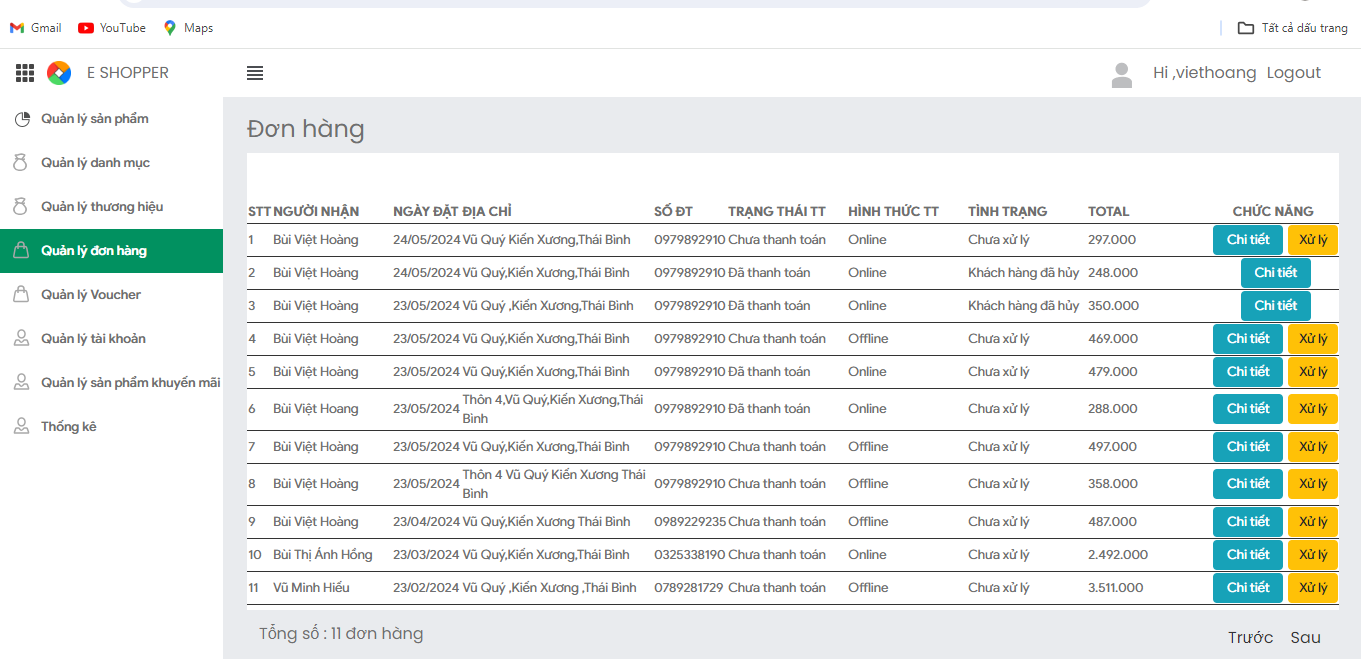 Gmail YouTube Maps Tất cả dấu trang
E SHOPPER Hi ,viethoang Logout
Quản lý sản phẩm
Quản lý danh mục
Quản lý thương hiệu
Quản lý đơn hàng
Quản lý Voucher
Quản lý tài khoản
Quản lý sản phẩm khuyến mãi
Thống kê
Đơn hàng
STT NGƯỜI NHẬN NGÀY ĐẶT ĐỊA CHỈ SỐ ĐT TRẠNG THÁI TT HÌNH THỨC TT TÌNH TRẠNG TOTAL CHỨC NĂNG
1 Bùi Việt Hoàng 24/05/2024 Vũ Quý Kiến Xương,Thái Bình 0979892910 Chưa thanh toán Online Chưa xử lý 297.000 Chi tiết Xử lý
2 Bùi Việt Hoàng 24/05/2024 Vũ Quý,Kiến Xương,Thái Bình 0979892910 Đã thanh toán Online Khách hàng đã hủy 248.000 Chi tiết
3 Bùi Việt Hoàng 23/05/2024 Vũ Quý ,Kiến Xương,Thái Bình 0979892910 Đã thanh toán Online Khách hàng đã hủy 350.000 Chi tiết
4 Bùi Việt Hoàng 23/05/2024 Vũ Quý,Kiến Xương,Thái Bình 0979892910 Chưa thanh toán Offline Chưa xử lý 469.000 Chi tiết Xử lý
5 Bùi Việt Hoàng 23/05/2024 Vũ Quý,Kiến Xương,Thái Bình 0979892910 Chưa thanh toán Offline Chưa xử lý 479.000 Chi tiết Xử lý
6 Bùi Việt Hoang 23/05/2024 Thôn 4,Vũ Quý,Kiến Xương,Thái
Bình 0979892910 Đã thanh toán Online Chưa xử lý 288.000 Chi tiết Xử lý
7 Bùi Việt Hoàng 23/05/2024 Vũ Quý,Kiến Xương,Thái Bình 0979892910 Chưa thanh toán Offline Chưa xử lý 497.000 Chi tiết Xử lý
8 Bùi Việt Hoàng 23/05/2024 Thôn 4 Vũ Quý Kiến Xương Thái
Bình 0979892910 Chưa thanh toán Offline Chưa xử lý 358.000 Chi tiết Xử lý
9 Bùi Việt Hoàng 23/04/2024 Vũ Quý,Kiến Xương Thái Bình 0989229235 Chưa thanh toán Offline Chưa xử lý 487.000 Chi tiết Xử lý
10 Bùi Thị Ánh Hồng 23/03/2024 Vũ Quý,Kiến Xương,Thái Bình 0325338190 Chưa thanh toán Online Chưa xử lý 2.492.000 Chi tiết Xử lý
11 Vũ Minh Hiếu 23/02/2024 Vũ Quý ,Kiến Xương ,Thái Bình 0789281729 Chưa thanh toán Offline Chưa xử lý 3.511.000 Chi tiết Xử lý
Tổng số : 11 đơn hàng
Trước Sau